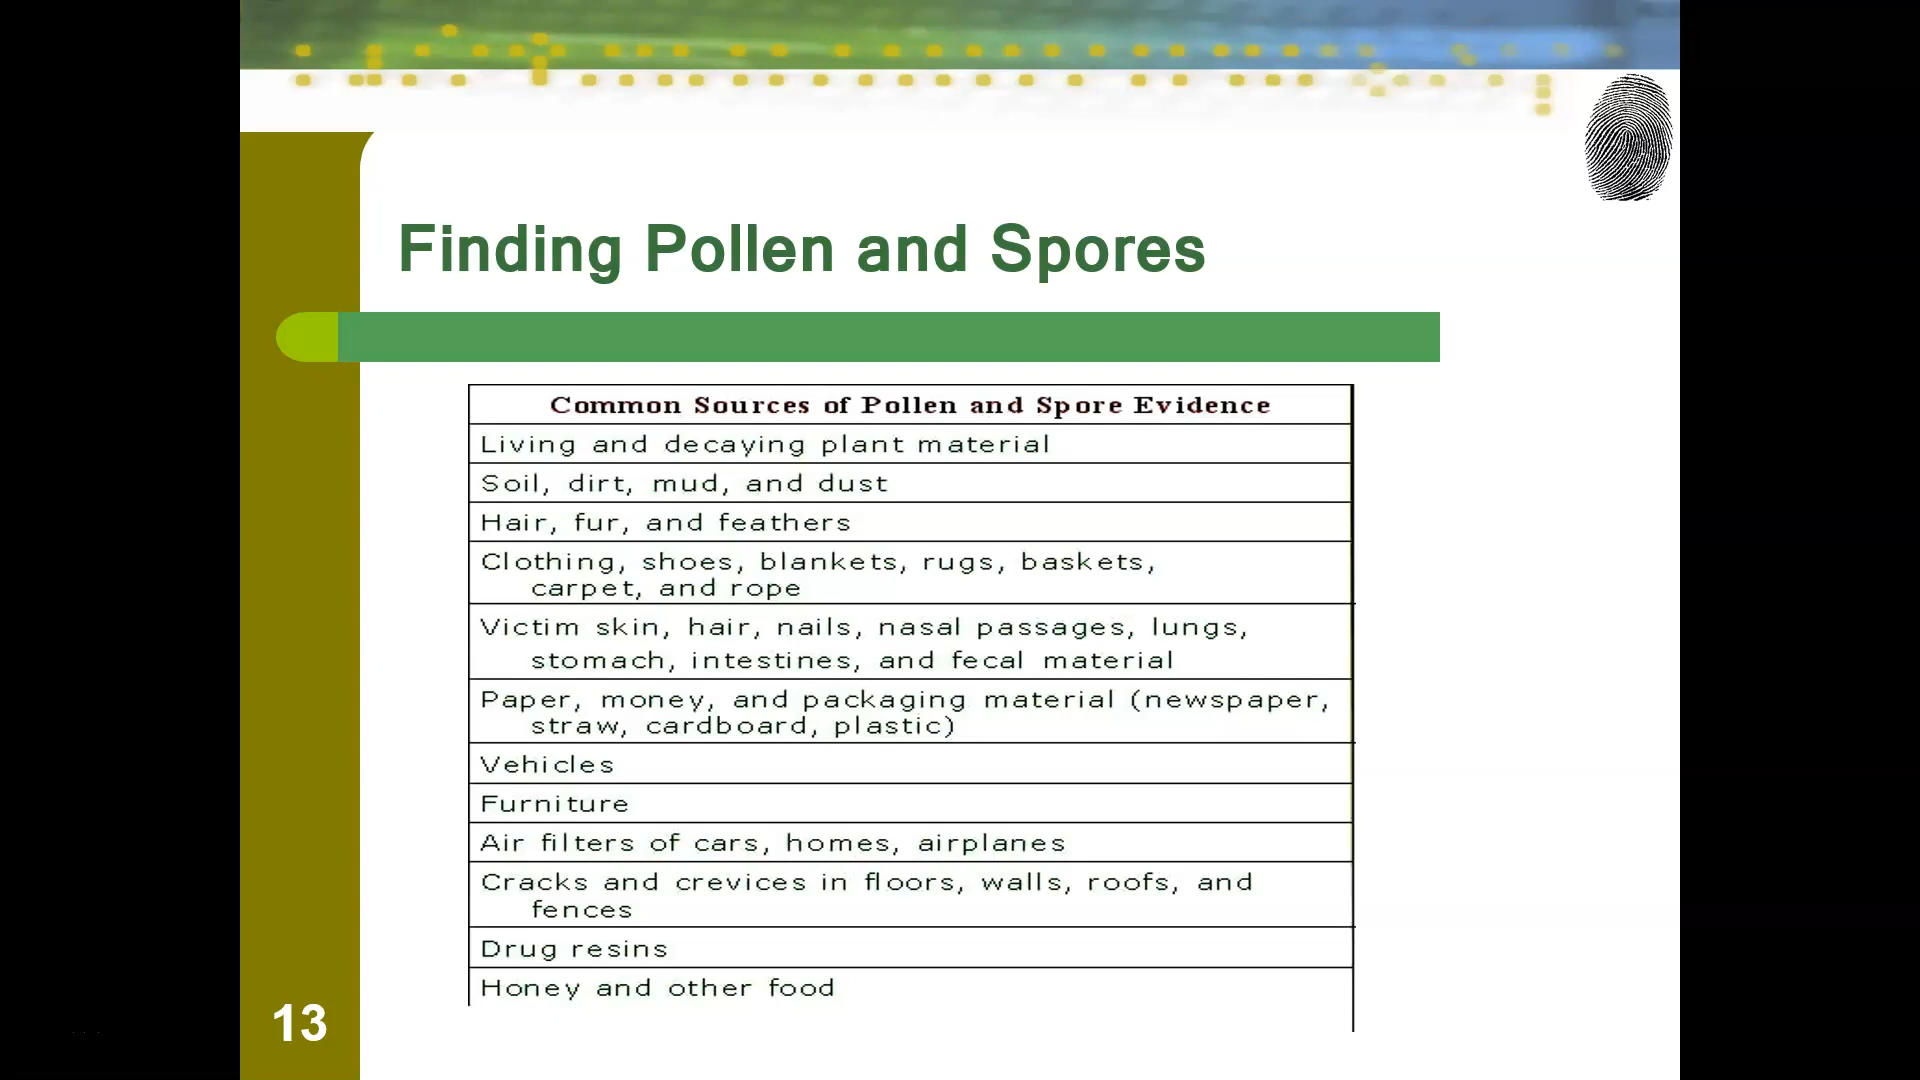 Finding Pollen and Spores
Common Sources of Pollen and Spore Evidence
Living and decaying plant material
Soil, dirt, mud, and dust
Hair, fur, and feathers
Clothing, shoes, blankets, rugs, baskets,
carpet, and rope
Victim skin, hair, nails, nasal passages, lungs,
stomach, intestines, and fecal material
Paper, money, and packaging material (newspaper,
straw, cardboard, plastic)
Vehicles
Furniture
Air filters of cars, homes, airplanes
Cracks and crevices in floors, walls, roofs, and
fences
Drug resins
Honey and other food
13